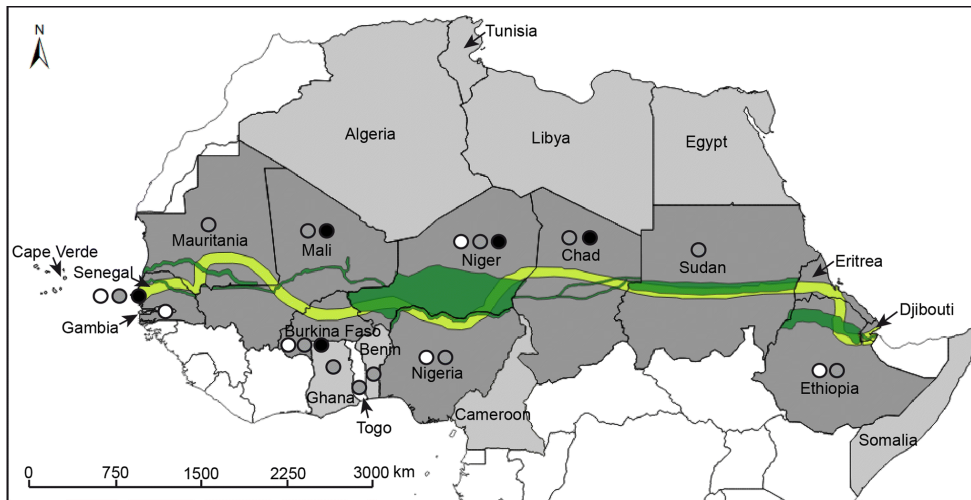 N
Tunisia
Algeria
Libya
Egypt
Mauritania
Mali
Niger
Chad
Sudan
Cape Verde
Senegal
Eritrea
Gambia
Djibouti
Burkina Faso
Benin
Nigeria
Ethiopia
Ghana
Togo
Cameroon
Somalia
0 750 1500 2250 3000 km